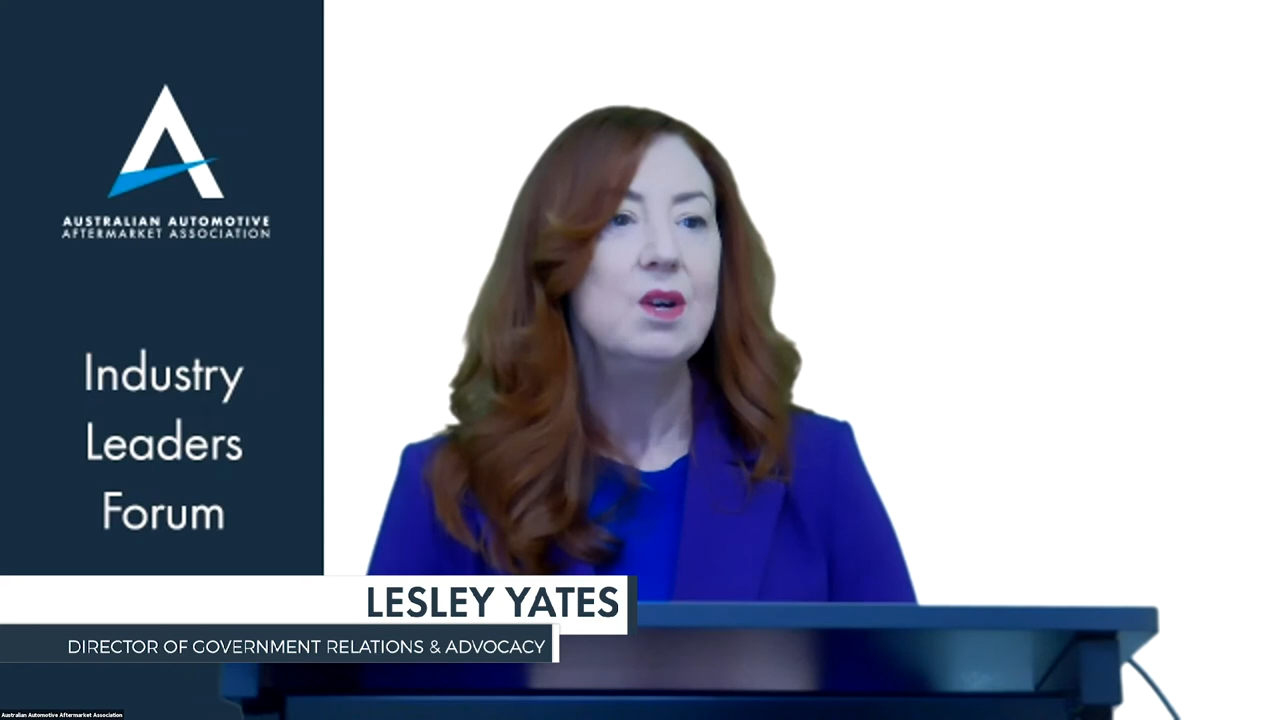 AUSTRALIAN AUTOMOTIVE
AFTERMARKET ASSOCIATION
Industry
Leaders
Forum
LESLEY YATES
DIRECTOR OF GOVERNMENT RELATIONS & ADVOCACY
Australian Automotive Aftermarket Association